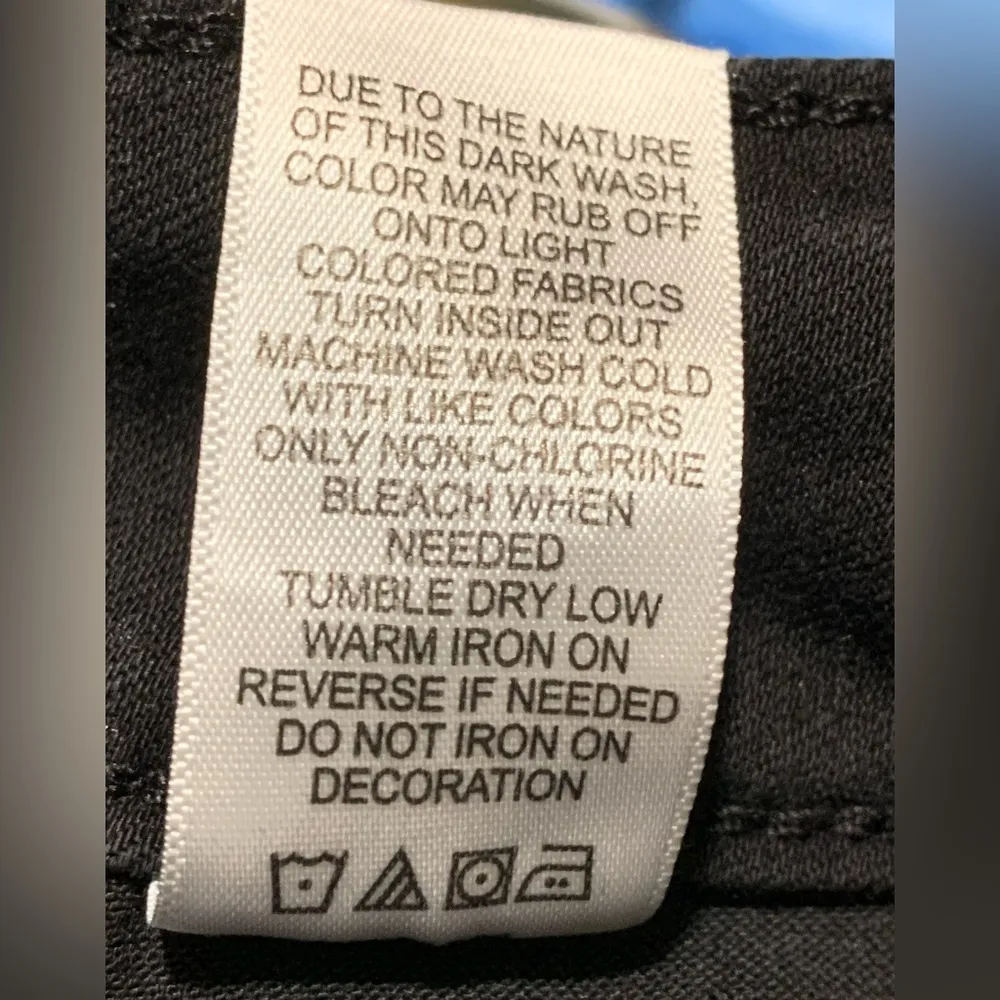 DUE TO THE NATURE
OF THIS DARK WASH,
COLOR MAY RUB OFF
ONTO LIGHT
COLORED FABRICS
TURN INSIDE OUT
MACHINE WASH COLD
WITH LIKE COLORS
ONLY NON-CHLORINE
BLEACH WHEN
NEEDED
TUMBLE DRY LOW
WARM IRON ON
REVERSE IF NEEDED
DO NOT IRON ON
DECORATION